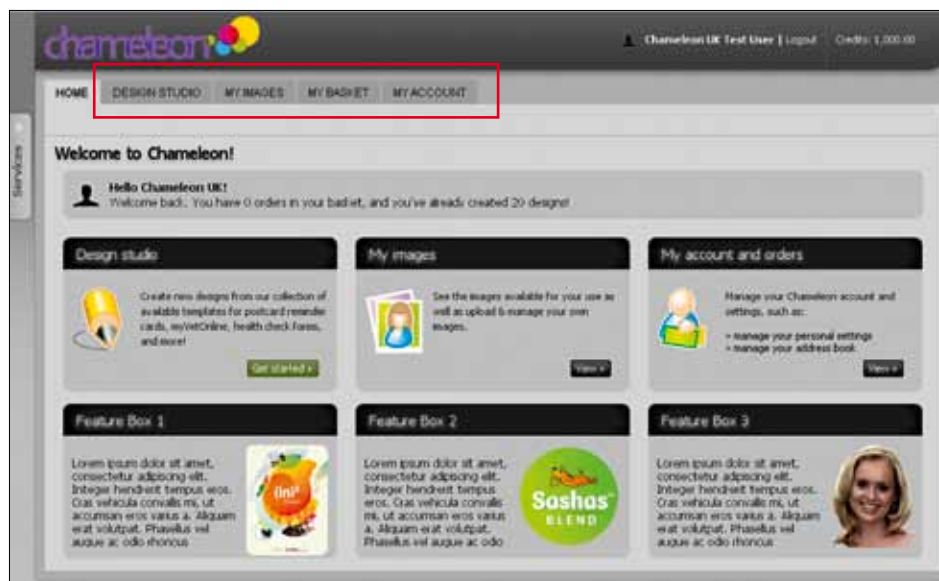 chameleon
Chameleon UK Test User | Logout Credits: 1,000.00
HOME DESIGN STUDIO MY IMAGES MY BASKET MY ACCOUNT
Services
Welcome to Chameleon!
Hello Chameleon UK!
Welcome back. You have 0 orders in your basket, and you've already created 20 designs!
Design studio
Create new designs from our collection of
available templates for postcard reminder
cards, myVetOnline, health check forms,
and more!
Get started »
My images
See the images available for your use as
well as upload & manage your own
images.
View »
My account and orders
Manage your Chameleon account and
settings, such as:
» manage your personal settings
» manage your address book
View »
Feature Box 1
Lorem ipsum dolor sit amet,
consectetur adipiscing elit.
Integer hendrerit tempus eros.
Cras vehicula convallis mi, ut
accumsan eros varius a. Aliquam
erat volutpat. Phasellus vel
augue ac odio rhoncus
Feature Box 2
Lorem ipsum dolor sit amet,
consectetur adipiscing elit.
Integer hendrerit tempus eros.
Cras vehicula convallis mi, ut
accumsan eros varius
a. Aliquam erat volutpat.
Phasellus vel augue ac odio
Sashas
BLEND
Feature Box 3
Lorem ipsum dolor sit amet,
consectetur adipiscing elit.
Integer hendrerit tempus eros.
Cras vehicula convallis mi, ut
accumsan eros varius a. Aliquam
erat volutpat. Phasellus vel
augue ac odio rhoncus